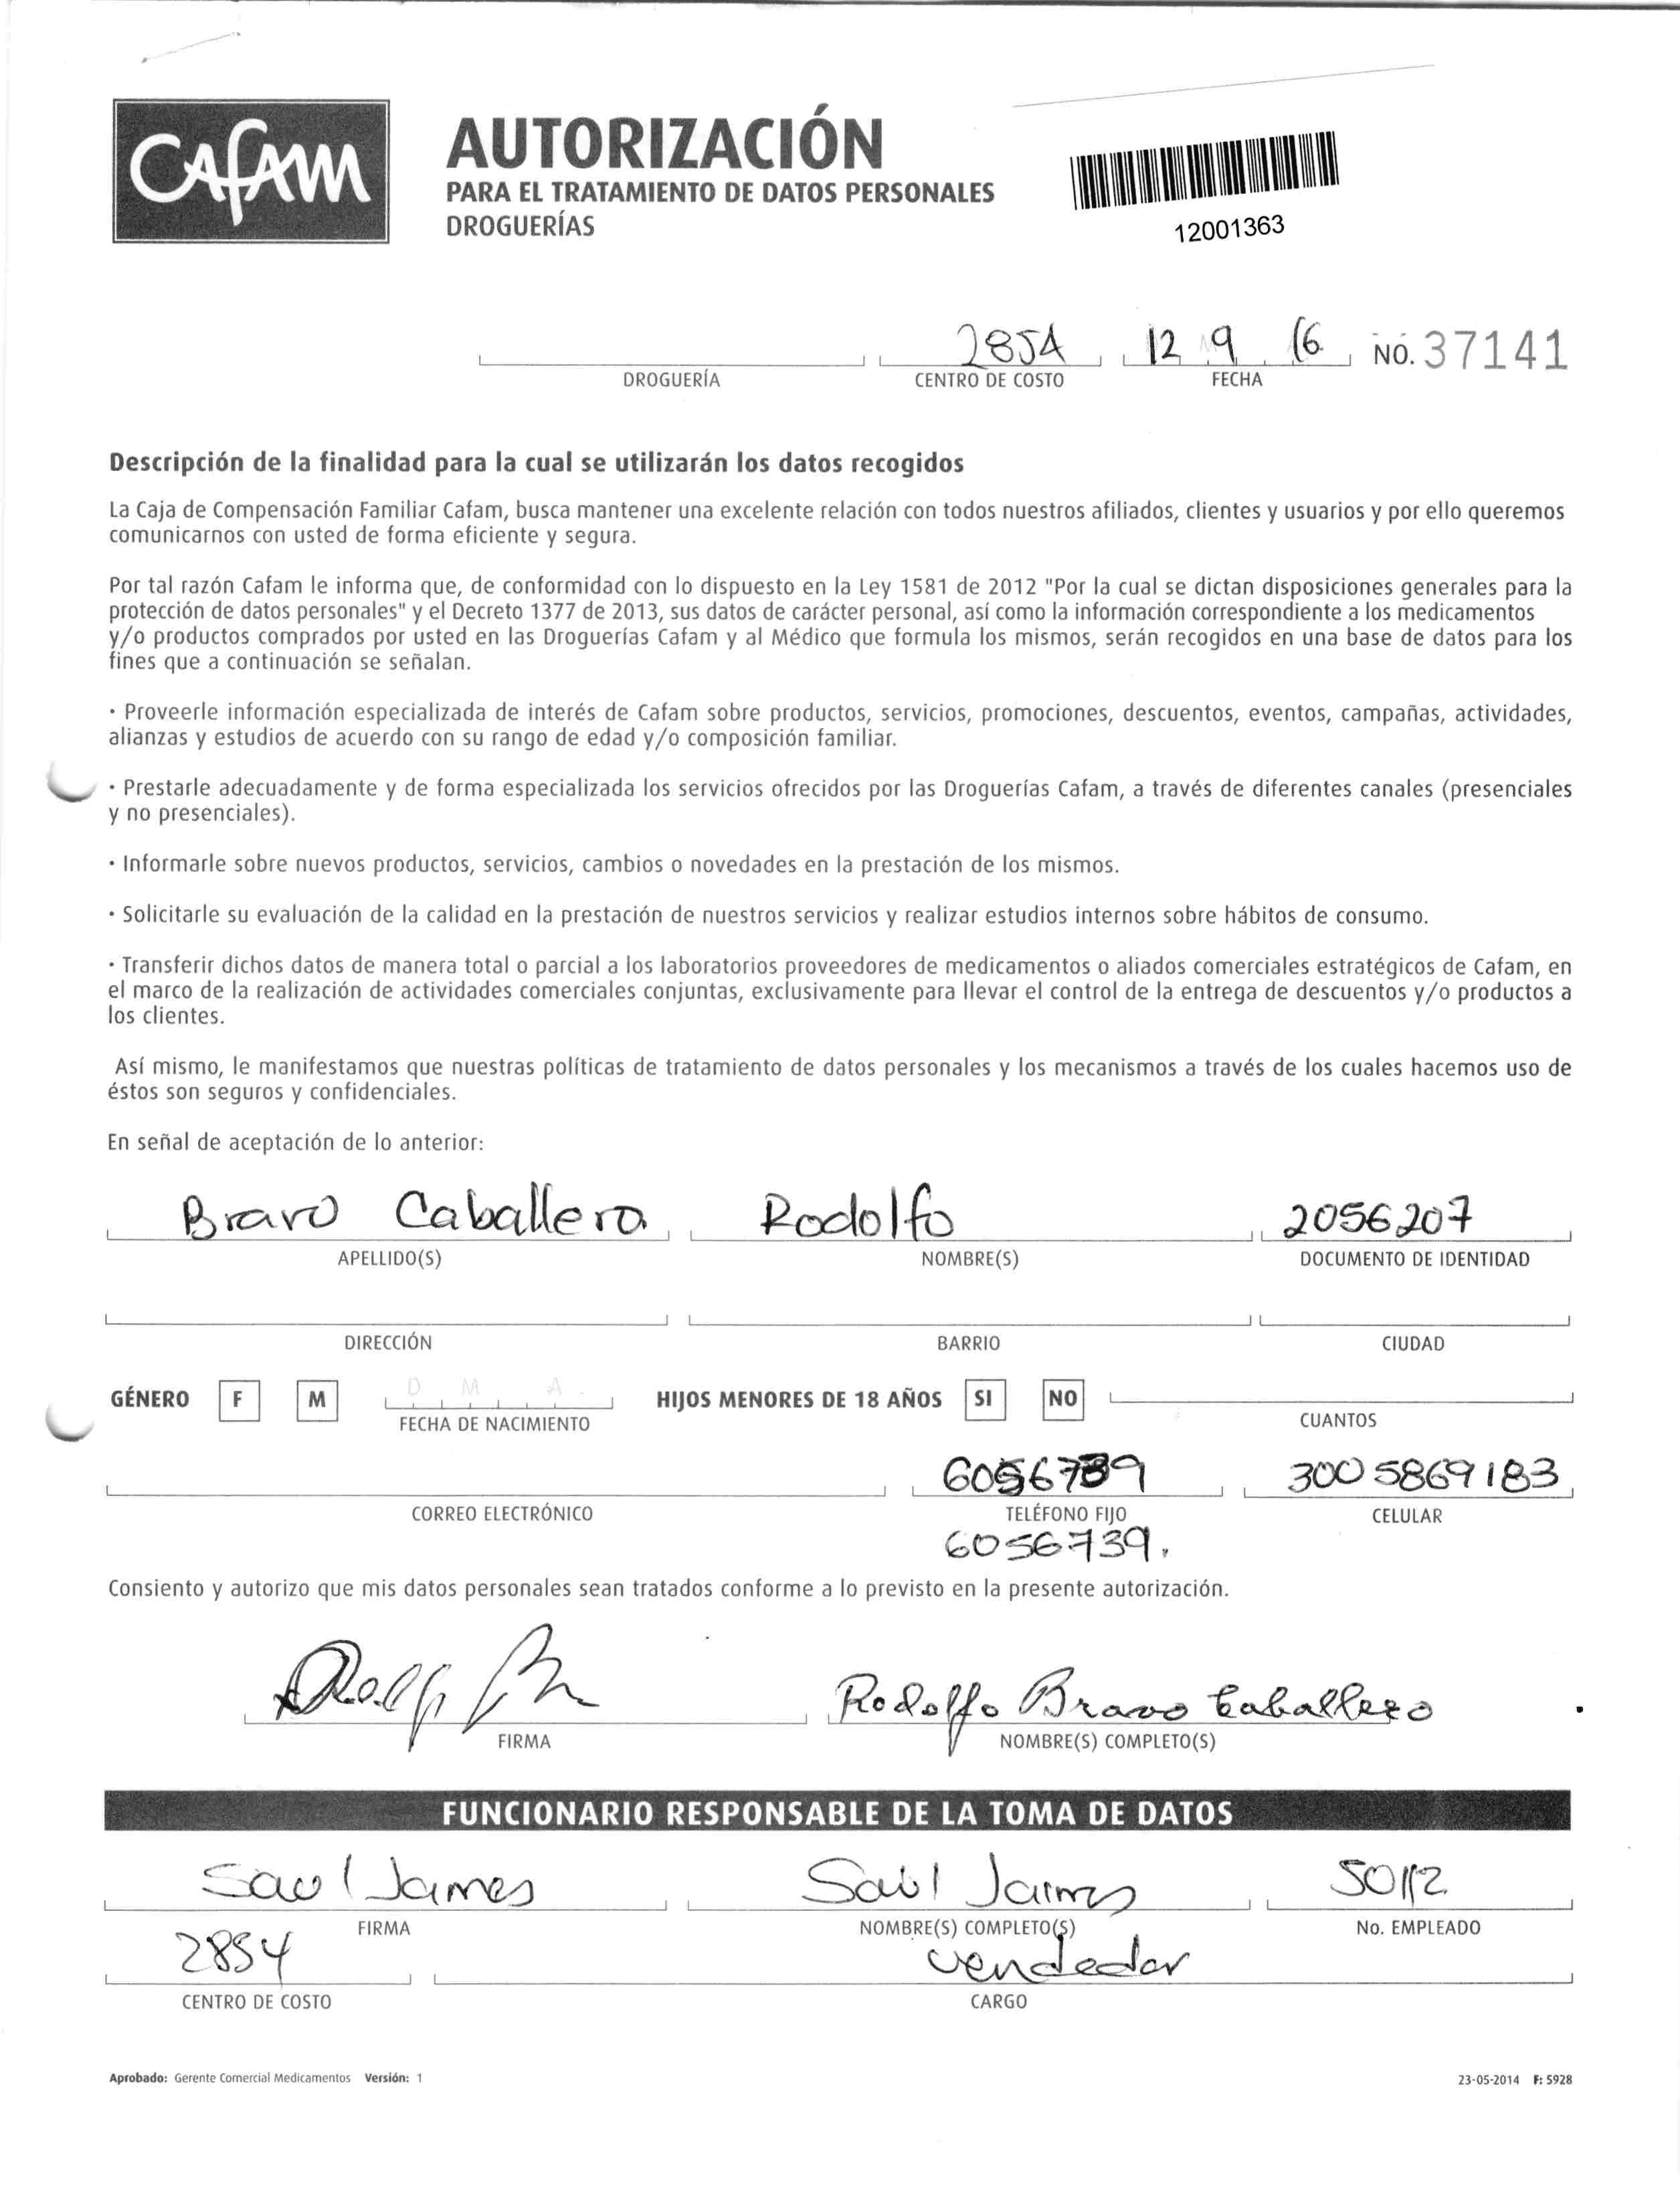 CAFAM
AUTORIZACIÓN
PARA EL TRATAMIENTO DE DATOS PERSONALES
DROGUERÍAS
12001363
2854 12 9 16 NO. 37141
DROGUERÍA CENTRO DE COSTO FECHA
Descripción de la finalidad para la cual se utilizarán los datos recogidos
La Caja de Compensación Familiar Cafam, busca mantener una excelente relación con todos nuestros afiliados, clientes y usuarios y por ello queremos
comunicarnos con usted de forma eficiente y segura.
Por tal razón Cafam le informa que, de conformidad con lo dispuesto en la Ley 1581 de 2012 "Por la cual se dictan disposiciones generales para la
protección de datos personales" y el Decreto 1377 de 2013, sus datos de carácter personal, así como la información correspondiente a los medicamentos
y/o productos comprados por usted en las Droguerías Cafam y al Médico que formula los mismos, serán recogidos en una base de datos para los
fines que a continuación se señalan.
· Proveerle información especializada de interés de Cafam sobre productos, servicios, promociones, descuentos, eventos, campañas, actividades,
alianzas y estudios de acuerdo con su rango de edad y/o composición familiar.
· Prestarle adecuadamente y de forma especializada los servicios ofrecidos por las Droguerías Cafam, a través de diferentes canales (presenciales
y no presenciales).
· Informarle sobre nuevos productos, servicios, cambios o novedades en la prestación de los mismos.
· Solicitarle su evaluación de la calidad en la prestación de nuestros servicios y realizar estudios internos sobre hábitos de consumo.
· Transferir dichos datos de manera total o parcial a los laboratorios proveedores de medicamentos o aliados comerciales estratégicos de Cafam, en
el marco de la realización de actividades comerciales conjuntas, exclusivamente para llevar el control de la entrega de descuentos y/o productos a
los clientes.
Así mismo, le manifestamos que nuestras políticas de tratamiento de datos personales y los mecanismos a través de los cuales hacemos uso de
éstos son seguros y confidenciales.
En señal de aceptación de lo anterior:
Bravo Caballero Rodolfo 2056207
APELLIDO(S) NOMBRE(S) DOCUMENTO DE IDENTIDAD
DIRECCIÓN BARRIO CIUDAD
GÉNERO F M D M A HIJOS MENORES DE 18 AÑOS SI NO
FECHA DE NACIMIENTO CUANTOS
6056739 300 5869183
CORREO ELECTRÓNICO TELÉFONO FIJO CELULAR
6056739.
Consiento y autorizo que mis datos personales sean tratados conforme a lo previsto en la presente autorización.
Rodolfo Bravo Caballero
FIRMA NOMBRE(S) COMPLETO(S)
FUNCIONARIO RESPONSABLE DE LA TOMA DE DATOS
Saul Jaimes Saul Jaimes 50112
FIRMA NOMBRE(S) COMPLETO(S) No. EMPLEADO
2854 vendedor
CENTRO DE COSTO CARGO
Aprobado: Gerente Comercial Medicamentos Versión: 1 23-05-2014 F: 5928